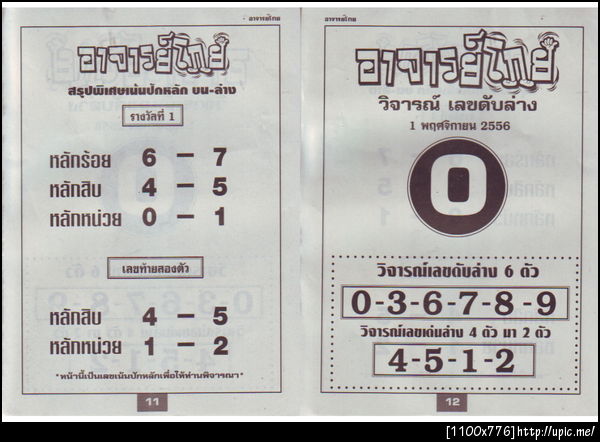 อาจารย์ไทย
อาจารย์ไทย
สรุปพิเศษเน้นปักหลัก บน-ล่าง
รางวัลที่ 1
หลักร้อย 6 - 7
หลักสิบ 4 - 5
หลักหน่วย 0 - 1
เลขท้ายสองตัว
หลักสิบ 4 - 5
หลักหน่วย 1 - 2
"หน้านี้เป็นเลขเน้นปักหลักเพื่อให้ท่านพิจารณา"
11
อาจารย์ไทย
อาจารย์ไทย
วิจารณ์ เลขดับล่าง
1 พฤศจิกายน 2556
0
วิจารณ์เลขดับล่าง 6 ตัว
0-3-6-7-8-9
วิจารณ์เลขเด่นล่าง 4 ตัว มา 2 ตัว
4-5-1-2
12
[1100x776]http://upic.me/